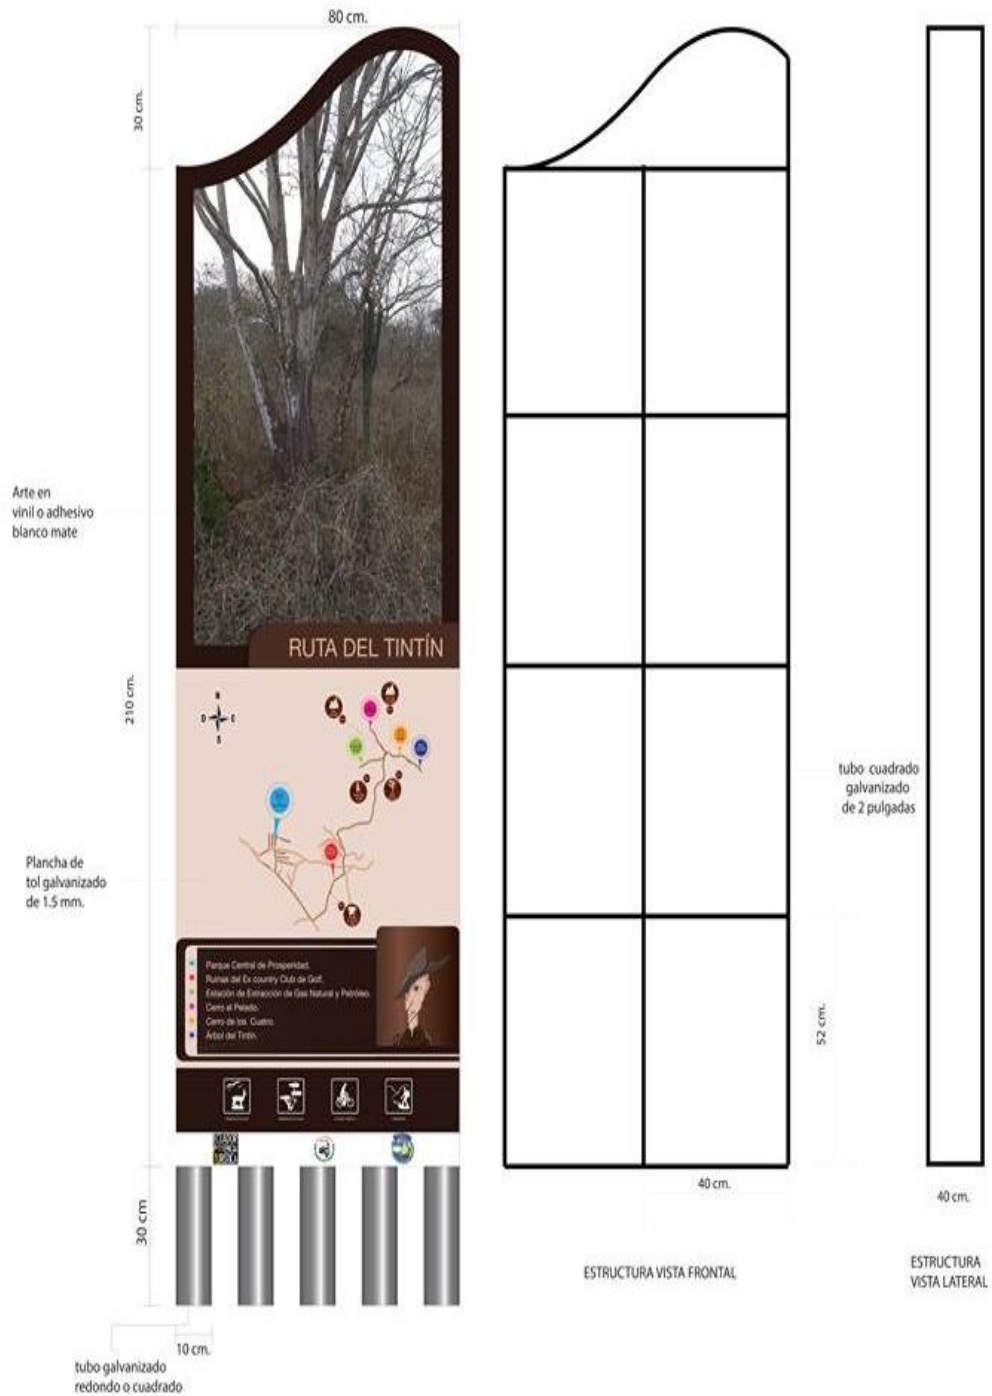 80 cm.
30 cm.
Arte en
vinil o adhesivo
blanco mate
RUTA DEL TINTÍN
210 cm.
N
O E
S
tubo cuadrado
galvanizado
de 2 pulgadas
Plancha de
tol galvanizado
de 1.5 mm.
Parque Central de Prosperidad.
Ruinas del Ex country Club de Golf.
Estación de Extracción de Gas Natural y Petróleo.
Cerro el Pelado.
Cerro de los Cuatro.
Árbol del Tintín.
52 cm.
40 cm.
40 cm.
30 cm
ESTRUCTURA VISTA FRONTAL
ESTRUCTURA
VISTA LATERAL
10 cm.
tubo galvanizado
redondo o cuadrado